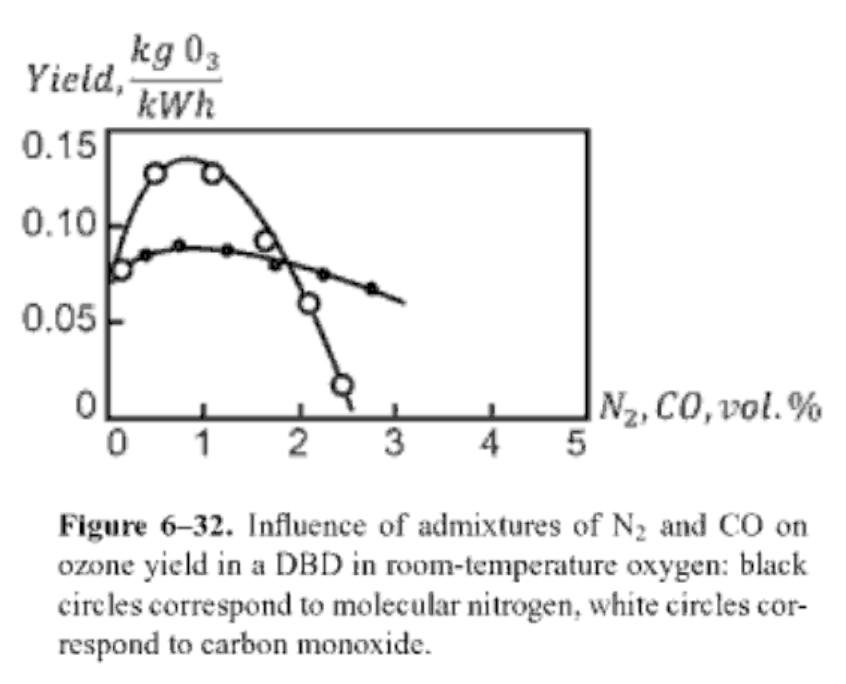 Yield, kg O₃
kWh
0.15
0.10
0.05
0
N₂, CO, vol. %
0 1 2 3 4 5
Figure 6–32. Influence of admixtures of N₂ and CO on
ozone yield in a DBD in room-temperature oxygen: black
circles correspond to molecular nitrogen, white circles cor-
respond to carbon monoxide.